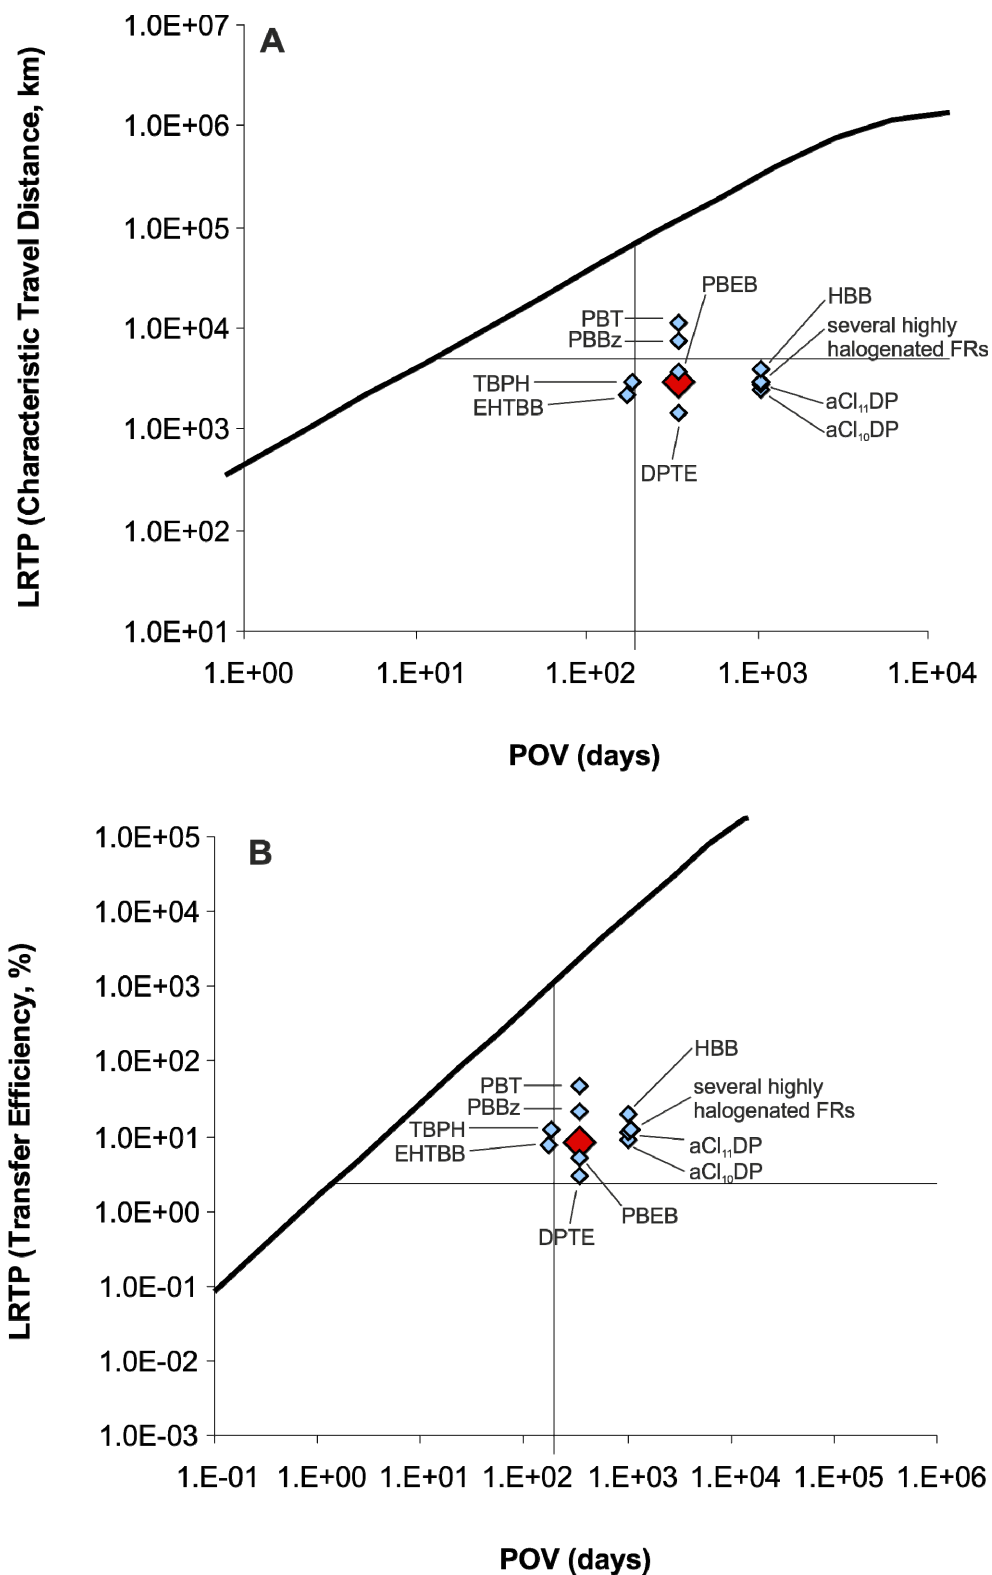 1.0E+07
A
1.0E+06
1.0E+05
1.0E+04
1.0E+03
1.0E+02
1.0E+01
LRTP (Characteristic Travel Distance, km)
PBEB
HBB
PBT
several highly
halogenated FRs
PBBz
TBPH
EHTBB
aCl₁₁DP
aCl₁₀DP
DPTE
1.E+00 1.E+01 1.E+02 1.E+03 1.E+04
POV (days)
1.0E+05
B
1.0E+04
1.0E+03
1.0E+02
1.0E+01
1.0E+00
1.0E-01
1.0E-02
1.0E-03
LRTP (Transfer Efficiency, %)
HBB
PBT
several highly
halogenated FRs
PBBz
TBPH
EHTBB
aCl₁₁DP
aCl₁₀DP
PBEB
DPTE
1.E-01 1.E+00 1.E+01 1.E+02 1.E+03 1.E+04 1.E+05 1.E+06
POV (days)